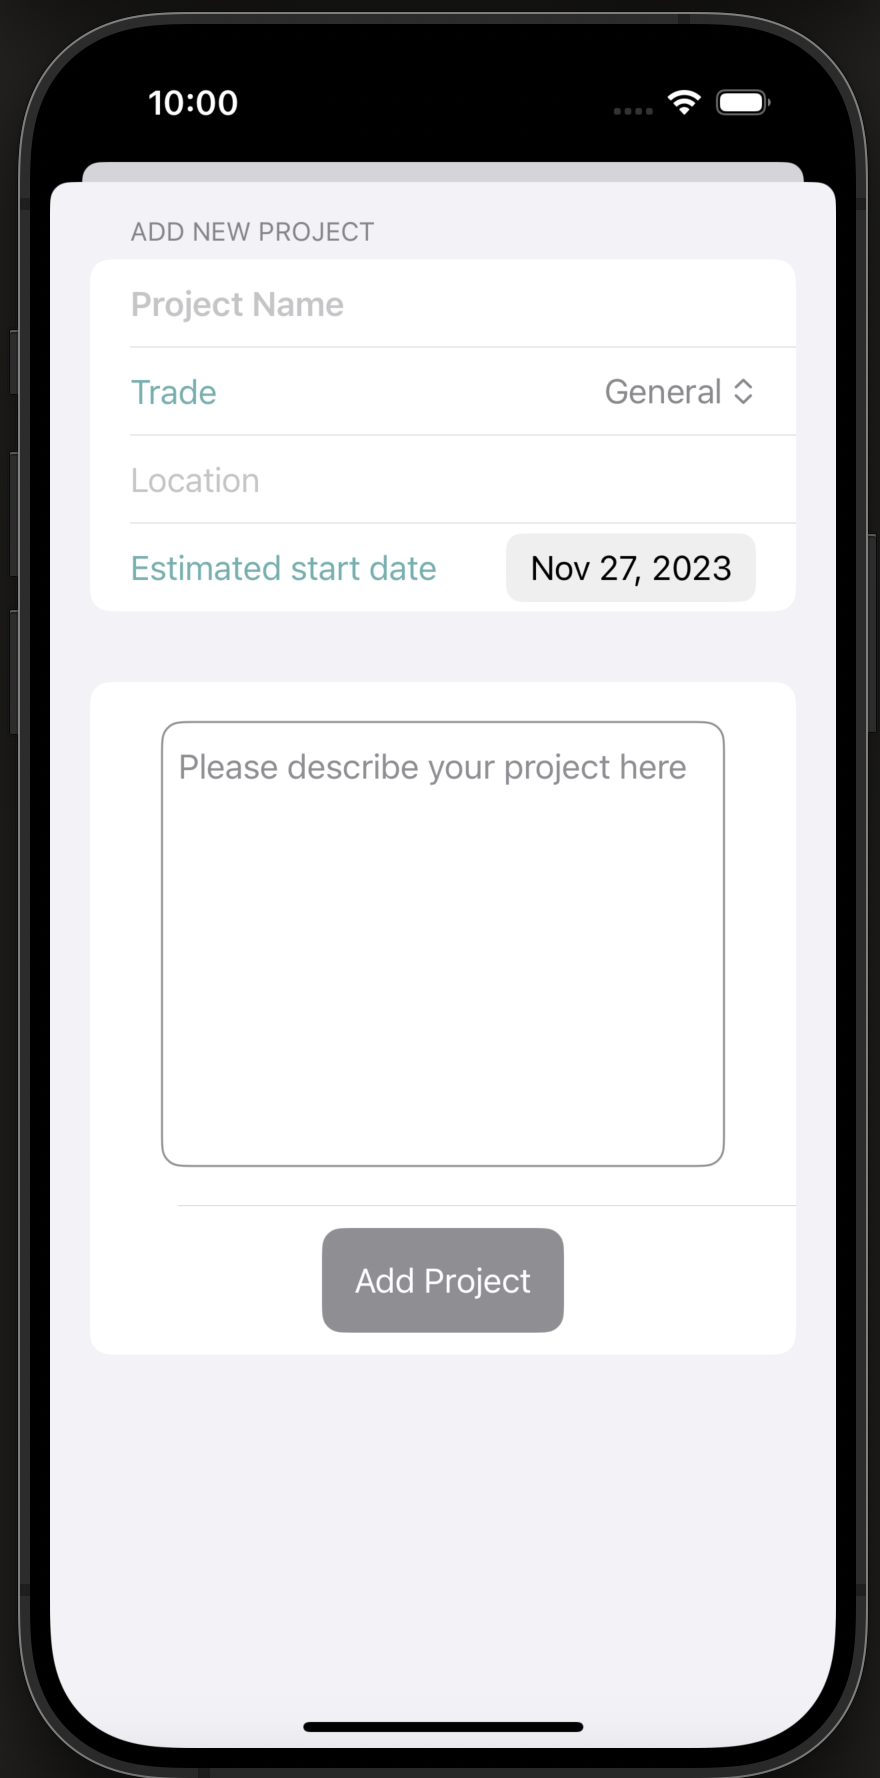 10:00
ADD NEW PROJECT
Project Name
Trade General
Location
Estimated start date Nov 27, 2023
Please describe your project here
Add Project